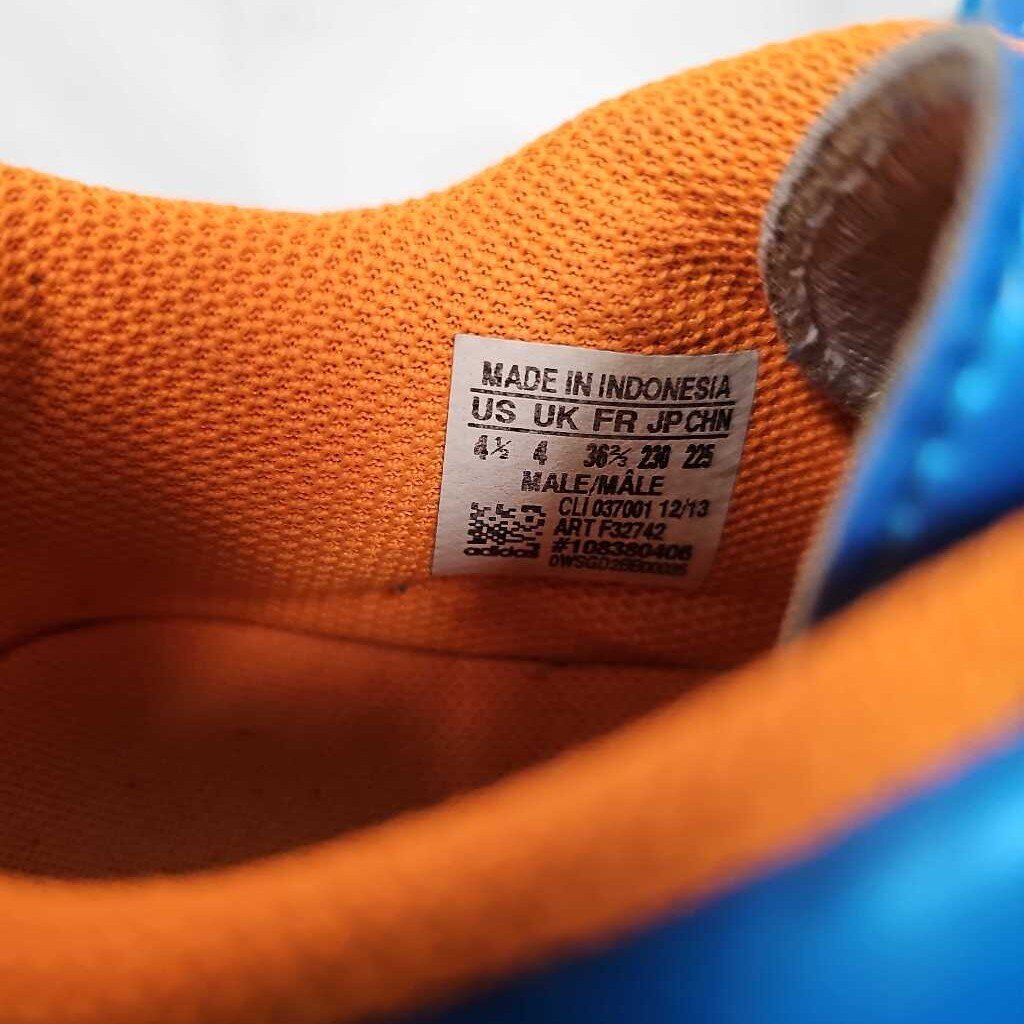 MADE IN INDONESIA
US UK FR JP CHN
4½ 4 36⅔ 230 225
MALE/MÂLE
CLI 037001 12/13
ART F32742
#108380406
adidas